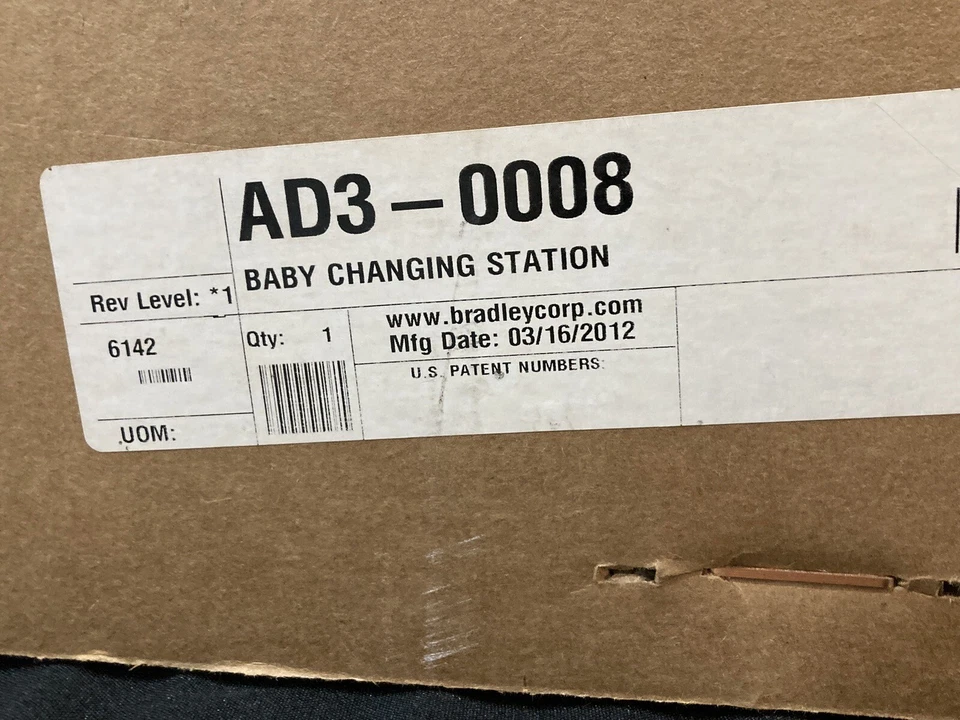 AD3-0008
BABY CHANGING STATION
Rev Level: *1
6142
Qty: 1
www.bradleycorp.com
Mfg Date: 03/16/2012
U.S. PATENT NUMBERS:
UOM: